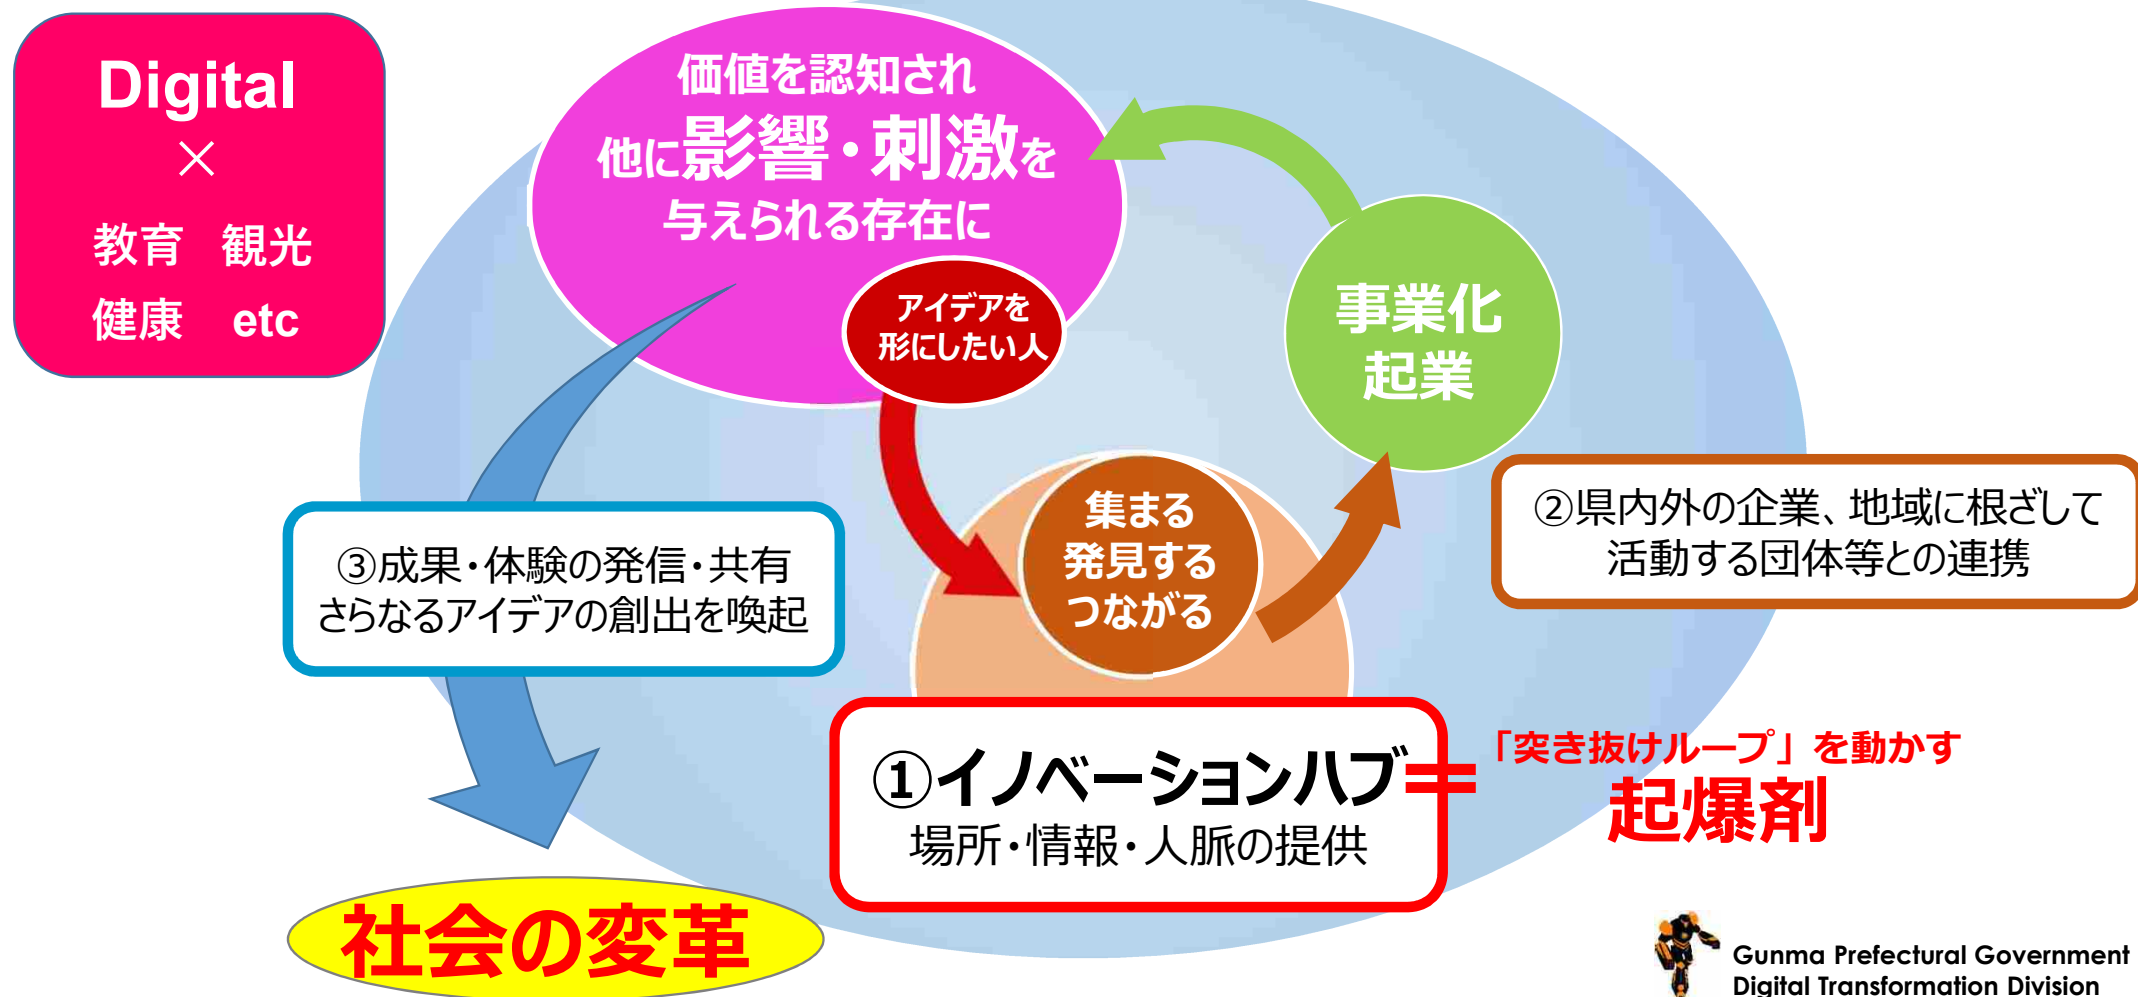 Digital
×
教育 観光
健康 etc
価値を認知され
他に影響・刺激を
与えられる存在に
アイデアを
形にしたい人
事業化
起業
集まる
発見する
つながる
②県内外の企業、地域に根ざして
活動する団体等との連携
③成果・体験の発信・共有
さらなるアイデアの創出を喚起
①イノベーションハブ
場所・情報・人脈の提供
=
「突き抜けループ」を動かす
起爆剤
社会の変革
Gunma Prefectural Government
Digital Transformation Division